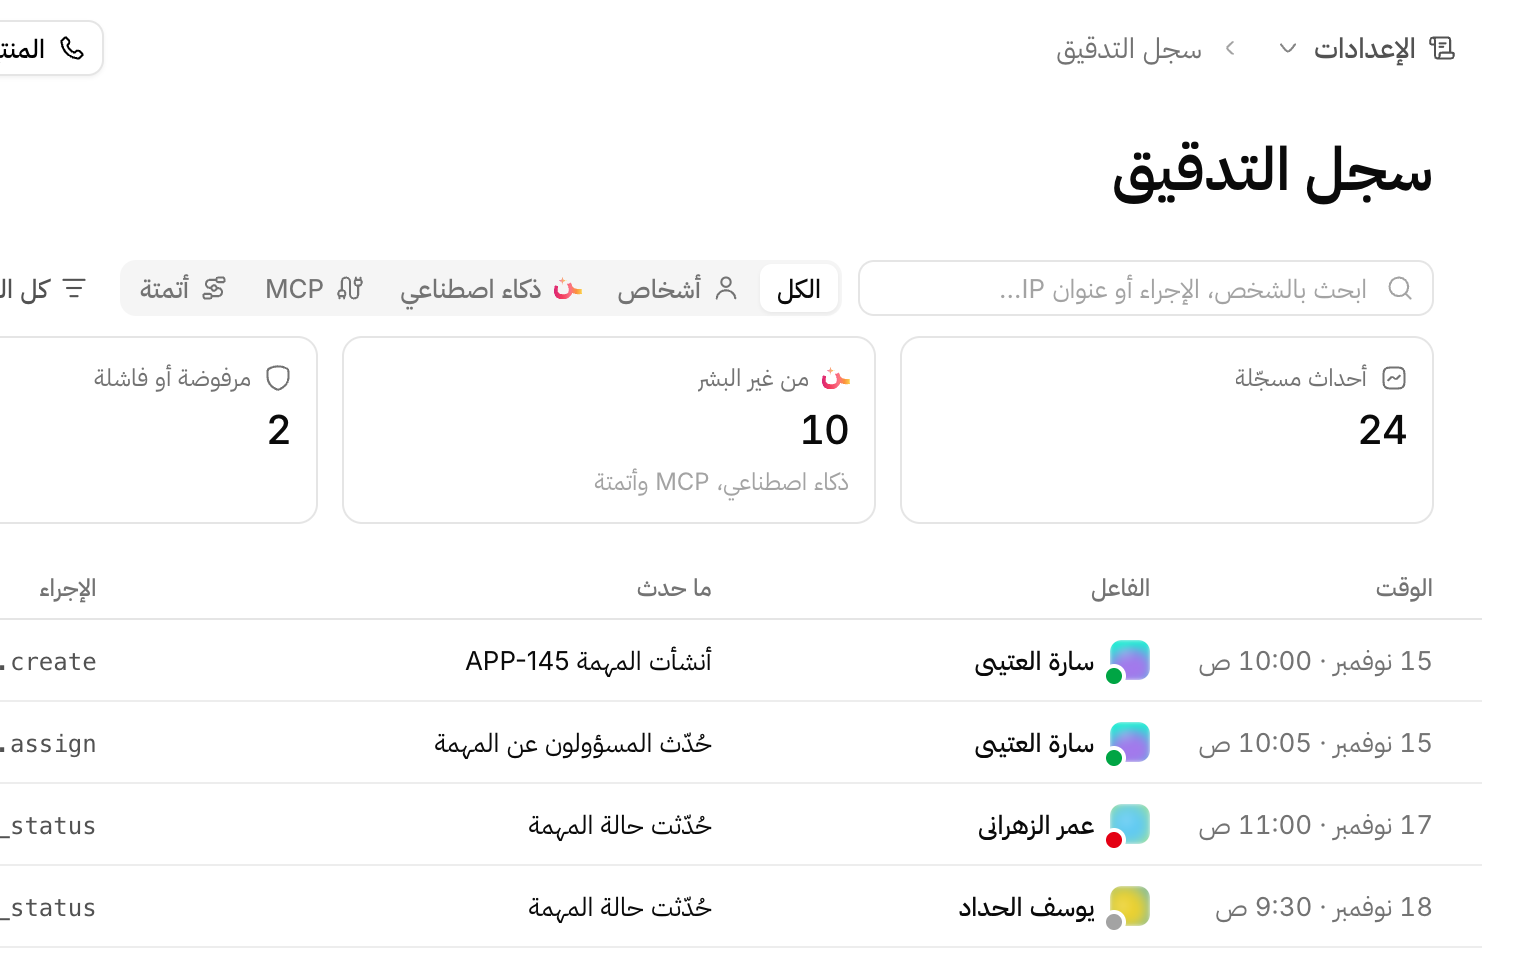 الإعدادات › سجل التدقيق
سجل التدقيق
ابحث بالشخص، الإجراء أو عنوان IP...
الكل أشخاص ذكاء اصطناعي MCP أتمتة كل
أحداث مسجّلة
24
من غير البشر
10
ذكاء اصطناعي، MCP وأتمتة
مرفوضة أو فاشلة
2
الوقت الفاعل ما حدث الإجراء
15 نوفمبر · 10:00 ص سارة العتيبي أنشأت المهمة APP-145 .create
15 نوفمبر · 10:05 ص سارة العتيبي حُدّث المسؤولون عن المهمة .assign
17 نوفمبر · 11:00 ص عمر الزهراني حُدّثت حالة المهمة _status
18 نوفمبر · 9:30 ص يوسف الحداد حُدّثت حالة المهمة _status